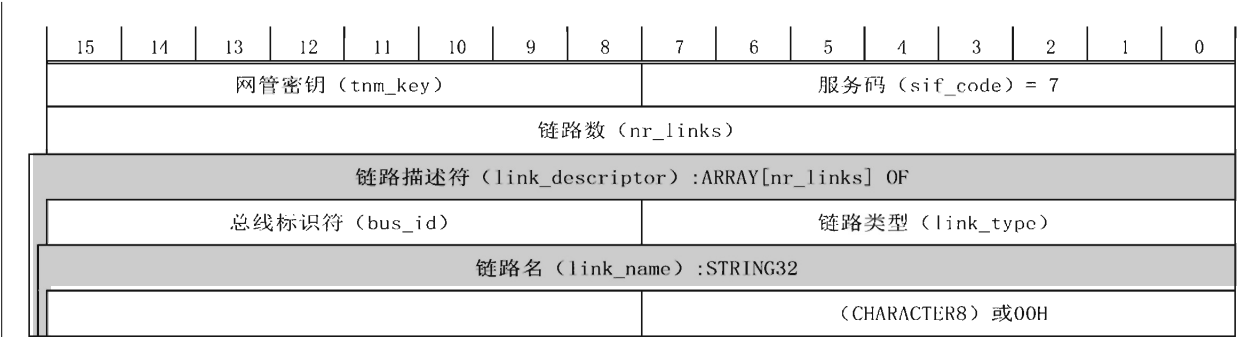 15 14 13 12 11 10 9 8 7 6 5 4 3 2 1 0
网管密钥（tnm_key） 服务码（sif_code）= 7
链路数（nr_links）
链路描述符（link_descriptor）:ARRAY[nr_links] OF
总线标识符（bus_id） 链路类型（link_type）
链路名（link_name）:STRING32
（CHARACTER8）或00H